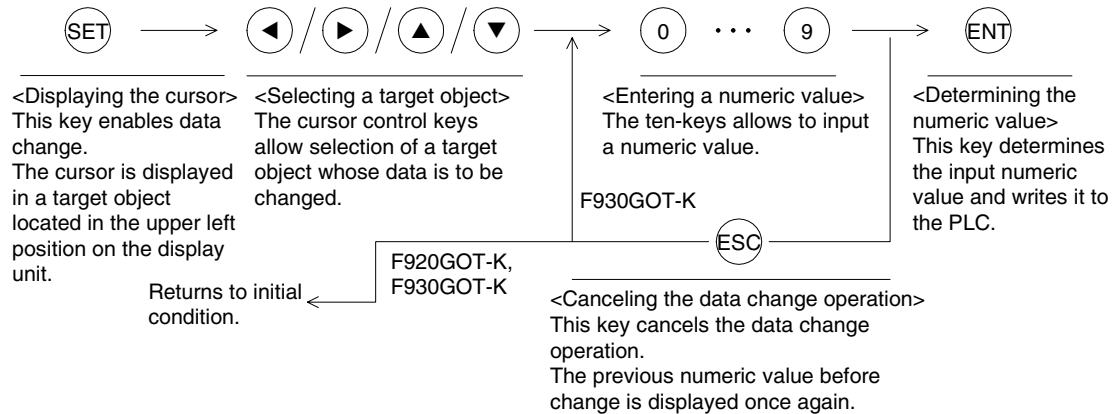 SET
0 ••• 9
ENT
<Displaying the cursor>
This key enables data
change.
The cursor is displayed
in a target object
located in the upper left
position on the display
unit.
<Selecting a target object>
The cursor control keys
allow selection of a target
object whose data is to be
changed.
<Entering a numeric value>
The ten-keys allows to input
a numeric value.
<Determining the
numeric value>
This key determines
the input numeric
value and writes it to
the PLC.
F930GOT-K
ESC
F920GOT-K,
F930GOT-K
Returns to initial
condition.
<Canceling the data change operation>
This key cancels the data change
operation.
The previous numeric value before
change is displayed once again.